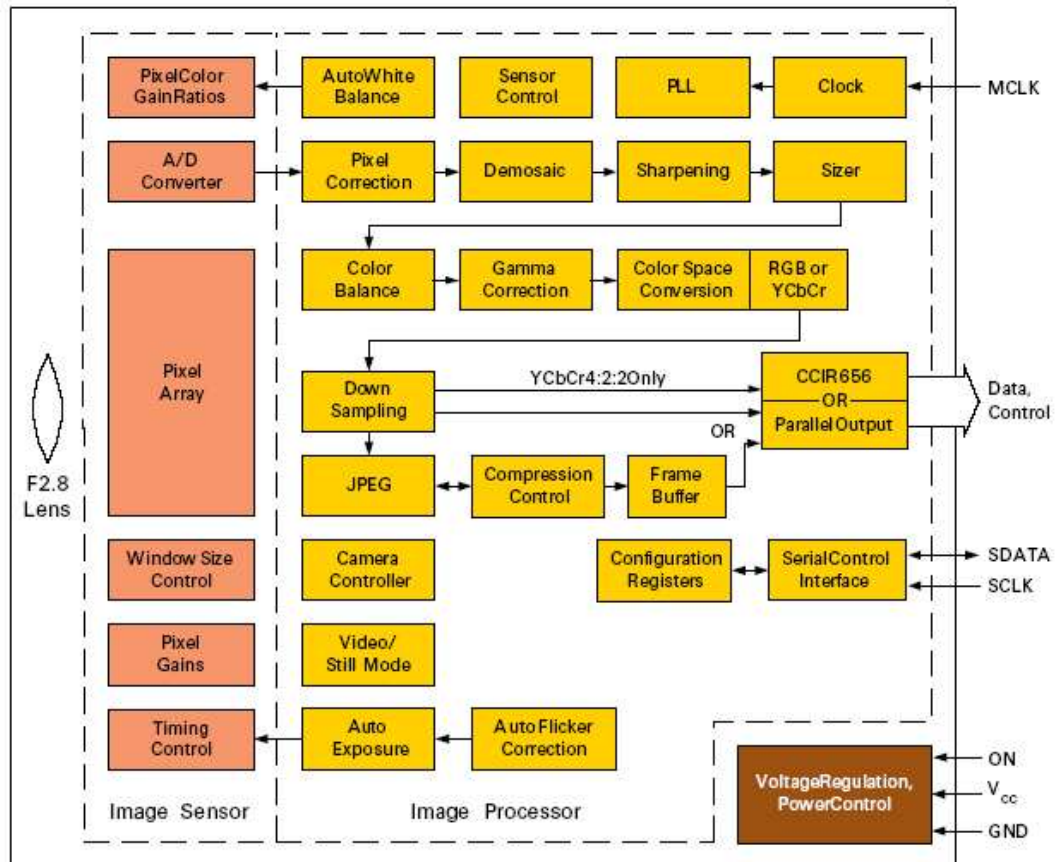 PixelColor
GainRatios
AutoWhite
Balance
Sensor
Control
PLL
Clock
MCLK
A/D
Converter
Pixel
Correction
Demosaic
Sharpening
Sizer
Color
Balance
Gamma
Correction
Color Space
Conversion
RGB or
YCbCr
Pixel
Array
Down
Sampling
YCbCr4:2:2Only
OR
CCIR656
OR
ParallelOutput
Data,
Control
F2.8
Lens
JPEG
Compression
Control
Frame
Buffer
Window Size
Control
Camera
Controller
Configuration
Registers
SerialControl
Interface
SDATA
SCLK
Pixel
Gains
Video/
Still Mode
Timing
Control
Auto
Exposure
AutoFlicker
Correction
VoltageRegulation,
PowerControl
ON
Vcc
GND
Image Sensor
Image Processor